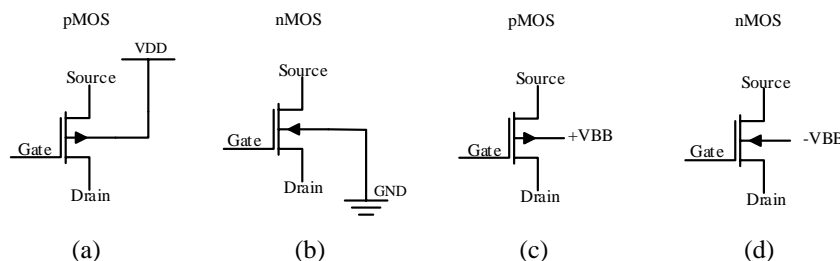 pMOS
VDD
Source
Gate
Drain
(a)
nMOS
Source
Gate
Drain
GND
(b)
pMOS
Source
+VBB
Gate
Drain
(c)
nMOS
Source
-VBB
Gate
Drain
(d)